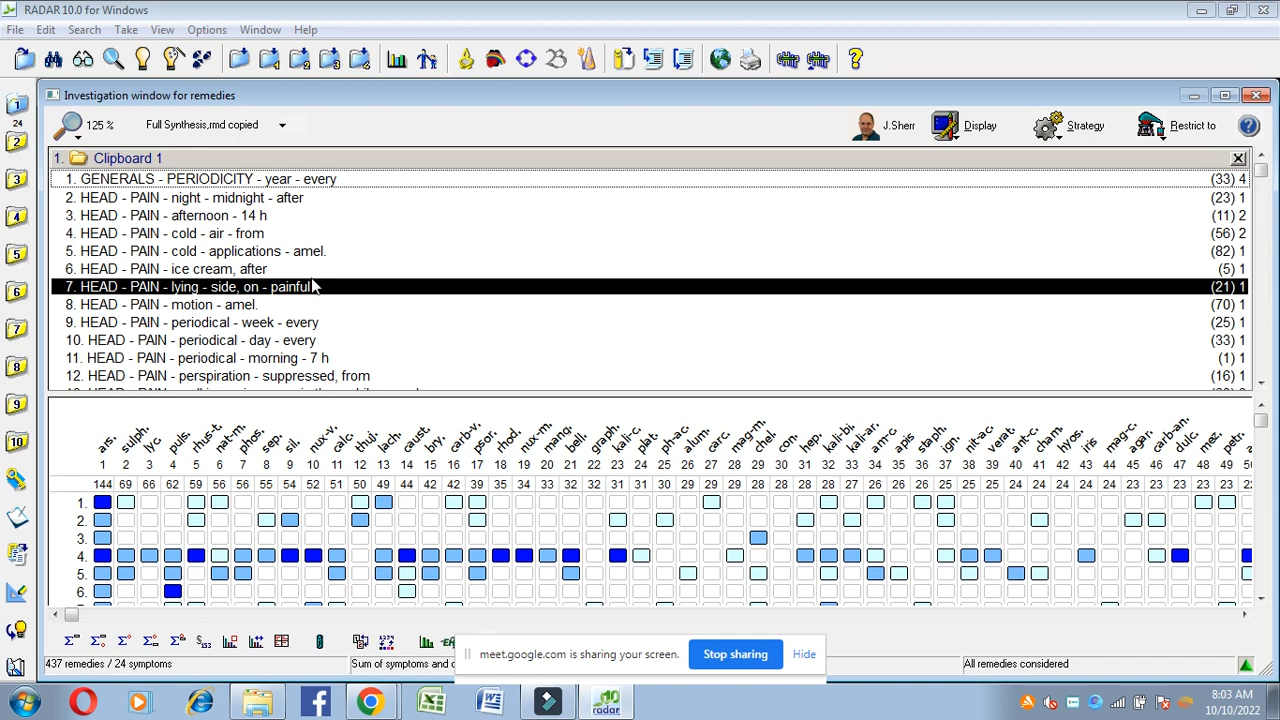 RADAR 10.0 for Windows
File Edit Search Take View Options Window Help
Investigation window for remedies
125 % Full Synthesis,rmd copied J.Sherr Display Strategy Restrict to
1. Clipboard 1
1. GENERALS - PERIODICITY - year - every (33) 4
2. HEAD - PAIN - night - midnight - after (23) 1
3. HEAD - PAIN - afternoon - 14 h (11) 2
4. HEAD - PAIN - cold - air - from (56) 2
5. HEAD - PAIN - cold - applications - amel. (82) 1
6. HEAD - PAIN - ice cream, after (5) 1
7. HEAD - PAIN - lying - side, on - painful (21) 1
8. HEAD - PAIN - motion - amel. (70) 1
9. HEAD - PAIN - periodical - week - every (25) 1
10. HEAD - PAIN - periodical - day - every (33) 1
11. HEAD - PAIN - periodical - morning - 7 h (1) 1
12. HEAD - PAIN - perspiration - suppressed, from (16) 1
ars. sulph. lyc. puls. rhus-t. nat-m. phos. sep. sil. nux-v. calc. thuj. lach. caust. bry. carb-v. psor. rhod. nux-m. mang. bell. graph. kali-c. plat. ph-ac. alum. carc. mag-m. chel. con. hep. kali-bi. kali-ar. am-c. apis staph. ign. nit-ac. verat. ant-c. cham. hyos. iris mag-c. agar. carb-an. dulc. mez. petr.
1 2 3 4 5 6 7 8 9 10 11 12 13 14 15 16 17 18 19 20 21 22 23 24 25 26 27 28 29 30 31 32 33 34 35 36 37 38 39 40 41 42 43 44 45 46 47 48 49 50
144 69 66 62 59 56 56 55 54 52 51 50 49 44 42 42 39 34 34 33 32 32 31 31 30 29 29 28 28 28 28 28 27 26 26 26 25 25 25 24 24 24 24 24 23 23 23 23 22
1.
2.
3.
4.
5.
6.
437 remedies / 24 symptoms Sum of symptoms and All remedies considered
meet.google.com is sharing your screen. Stop sharing Hide
8:03 AM
10/10/2022